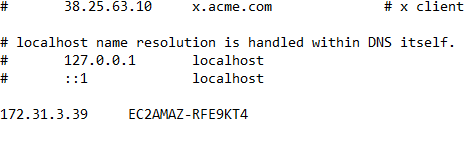 #      38.25.63.10     x.acme.com              # x client
# localhost name resolution is handled within DNS itself.
#      127.0.0.1       localhost
#      ::1             localhost
172.31.3.39     EC2AMAZ-RFE9KT4